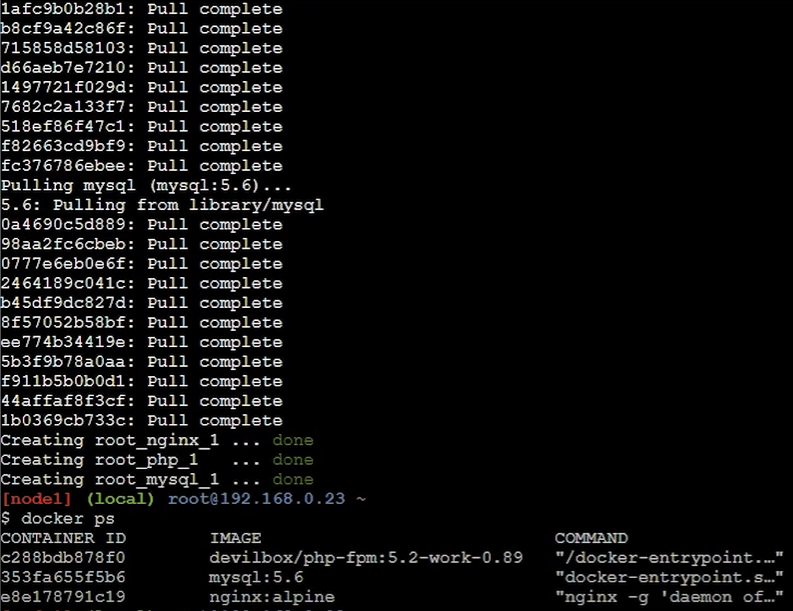 1afc9b0b28b1: Pull complete
b8cf9a42c86f: Pull complete
715858d58103: Pull complete
d66aeb7e7210: Pull complete
1497721f029d: Pull complete
7682c2a133f7: Pull complete
518ef86f47c1: Pull complete
f82663cd9bf9: Pull complete
fc376786ebee: Pull complete
Pulling mysql (mysql:5.6)...
5.6: Pulling from library/mysql
0a4690c5d889: Pull complete
98aa2fc6cbeb: Pull complete
0777e6eb0e6f: Pull complete
2464189c041c: Pull complete
b45df9dc827d: Pull complete
8f57052b58bf: Pull complete
ee774b34419e: Pull complete
5b3f9b78a0aa: Pull complete
f911b5b0b0d1: Pull complete
44affaf8f3cf: Pull complete
1b0369cb733c: Pull complete
Creating root_nginx_1 ... done
Creating root_php_1   ... done
Creating root_mysql_1 ... done
[node1] (local) root@192.168.0.23 ~
$ docker ps
CONTAINER ID        IMAGE                           COMMAND
c288bdb878f0        devilbox/php-fpm:5.2-work-0.89   "/docker-entrypoint.…"
353fa655f5b6        mysql:5.6                       "docker-entrypoint.s…"
e8e178791c19        nginx:alpine                    "nginx -g 'daemon of…"